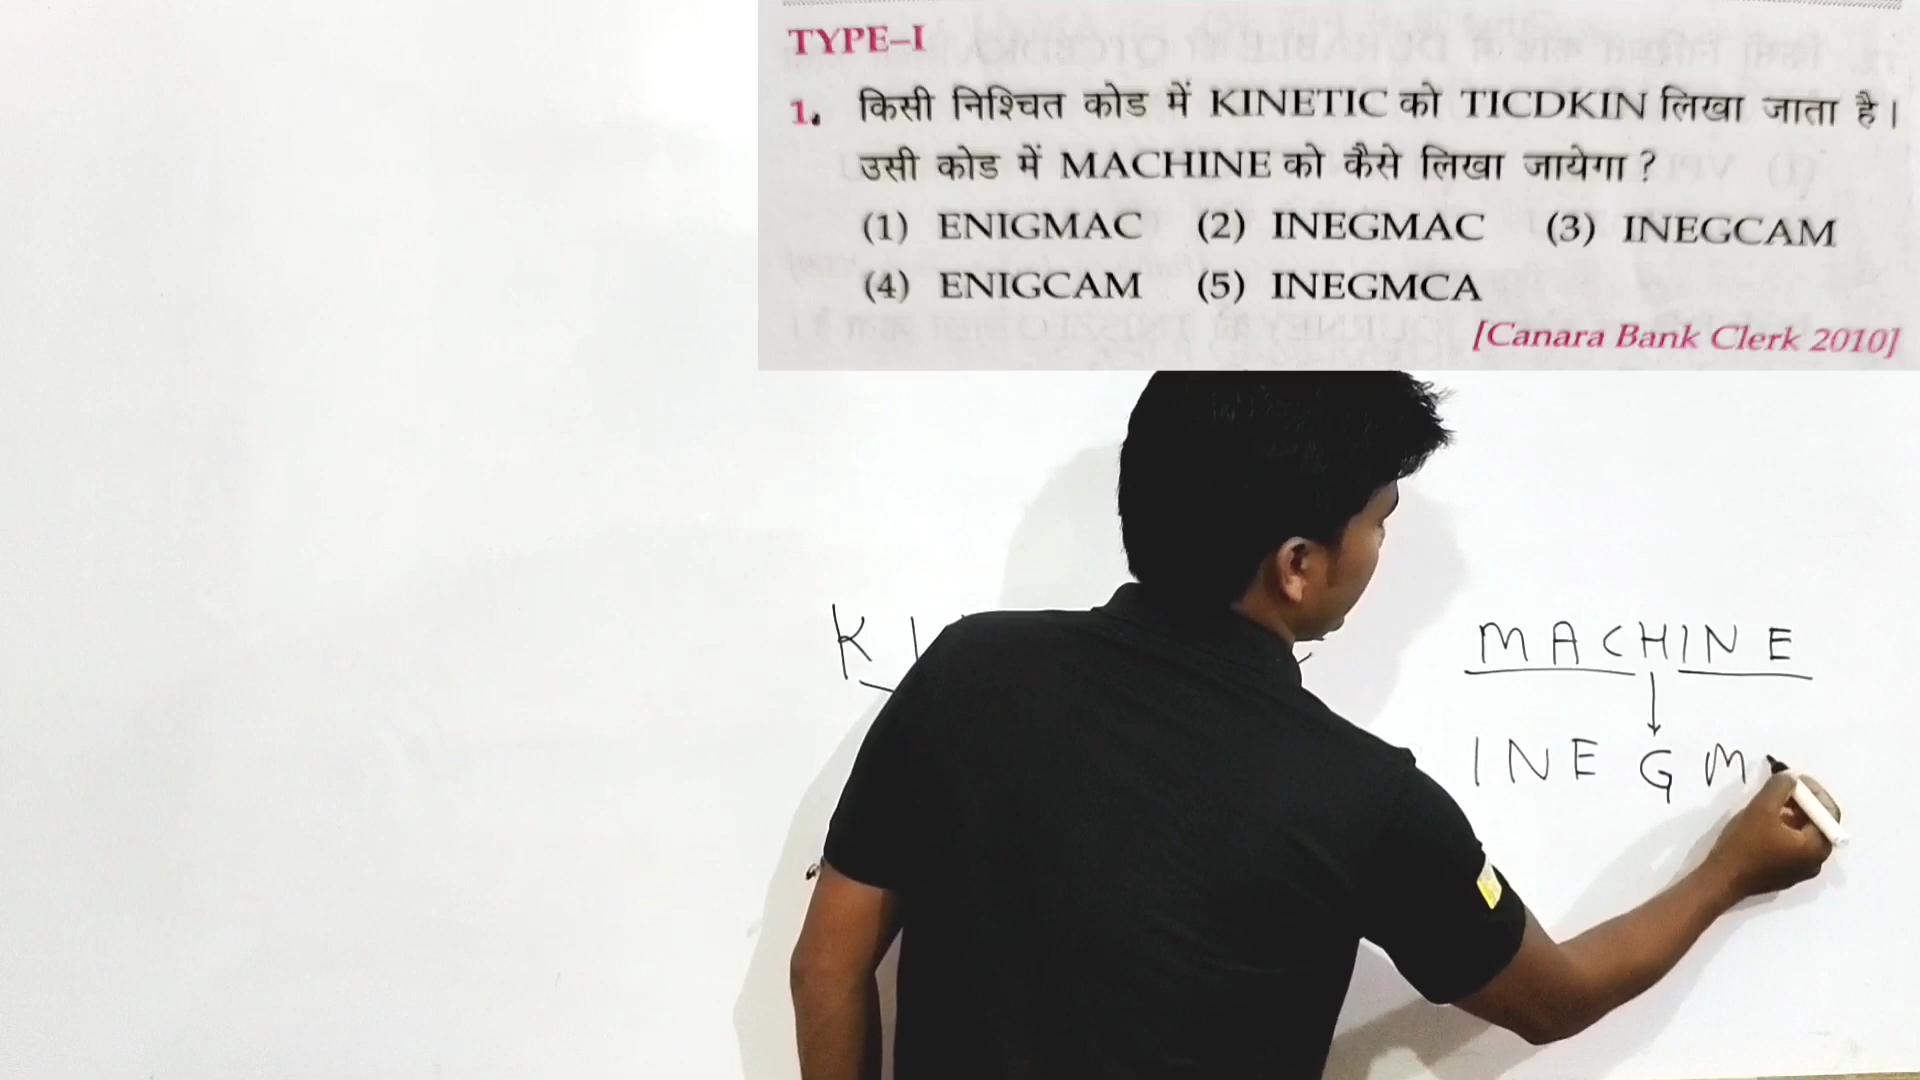 TYPE–I
1. किसी निश्चित कोड में KINETIC को TICDKIN लिखा जाता है।
उसी कोड में MACHINE को कैसे लिखा जायेगा ?
(1) ENIGMAC (2) INEGMAC (3) INEGCAM
(4) ENIGCAM (5) INEGMCA
[Canara Bank Clerk 2010]
K I
MACHINE
INEGM